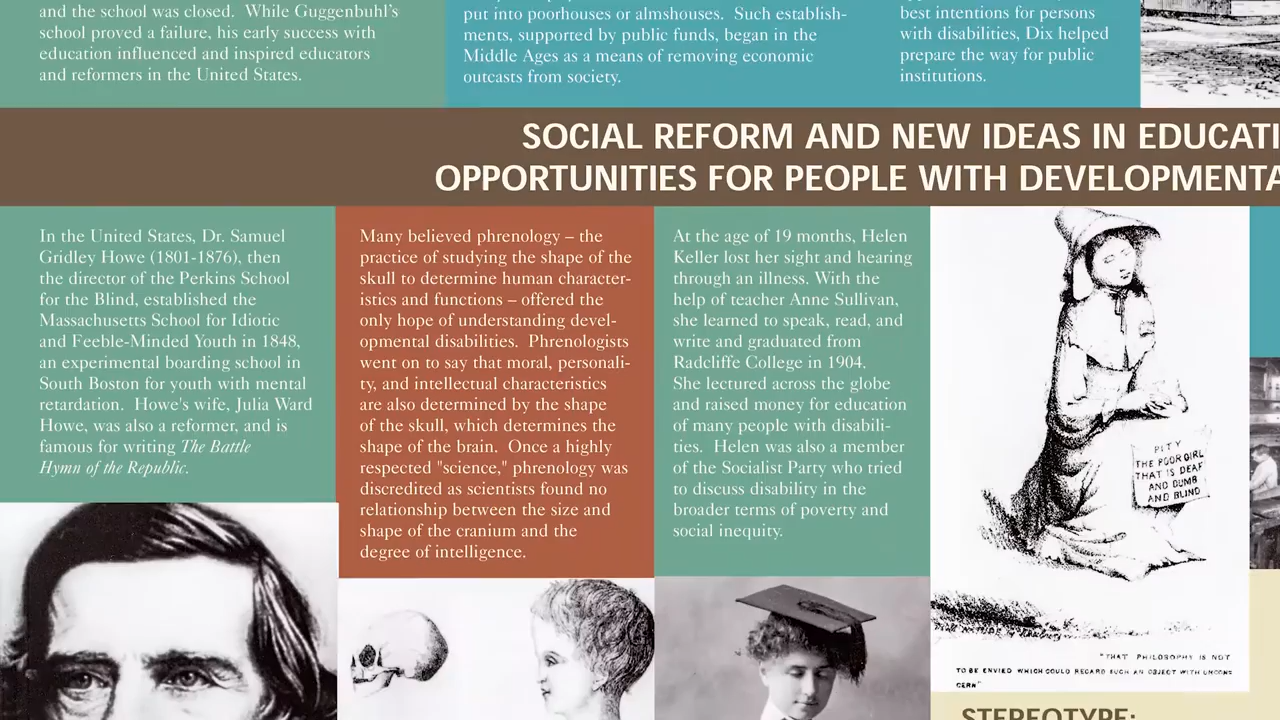 and the school was closed.  While Guggenbuhl's
school proved a failure, his early success with
education influenced and inspired educators
and reformers in the United States.
put into poorhouses or almshouses.  Such establish-
ments, supported by public funds, began in the
Middle Ages as a means of removing economic
outcasts from society.
best intentions for persons
with disabilities, Dix helped
prepare the way for public
institutions.
SOCIAL REFORM AND NEW IDEAS IN EDUCATI
OPPORTUNITIES FOR PEOPLE WITH DEVELOPMENTA
In the United States, Dr. Samuel
Gridley Howe (1801-1876), then
the director of the Perkins School
for the Blind, established the
Massachusetts School for Idiotic
and Feeble-Minded Youth in 1848,
an experimental boarding school in
South Boston for youth with mental
retardation.  Howe's wife, Julia Ward
Howe, was also a reformer, and is
famous for writing The Battle
Hymn of the Republic.
Many believed phrenology – the
practice of studying the shape of the
skull to determine human character-
istics and functions – offered the
only hope of understanding devel-
opmental disabilities.  Phrenologists
went on to say that moral, personali-
ty, and intellectual characteristics
are also determined by the shape
of the skull, which determines the
shape of the brain.  Once a highly
respected "science," phrenology was
discredited as scientists found no
relationship between the size and
shape of the cranium and the
degree of intelligence.
At the age of 19 months, Helen
Keller lost her sight and hearing
through an illness. With the
help of teacher Anne Sullivan,
she learned to speak, read, and
write and graduated from
Radcliffe College in 1904.
She lectured across the globe
and raised money for education
of many people with disabili-
ties.  Helen was also a member
of the Socialist Party who tried
to discuss disability in the
broader terms of poverty and
social inequity.
PITY
THE POOR GIRL
THAT IS DEAF
AND DUMB
AND BLIND
"THAT PHILOSOPHY IS NOT
TO BE ENVIED WHICH COULD REGARD SUCH AN OBJECT WITH UNCON
CERN"
STEREOTYPE: